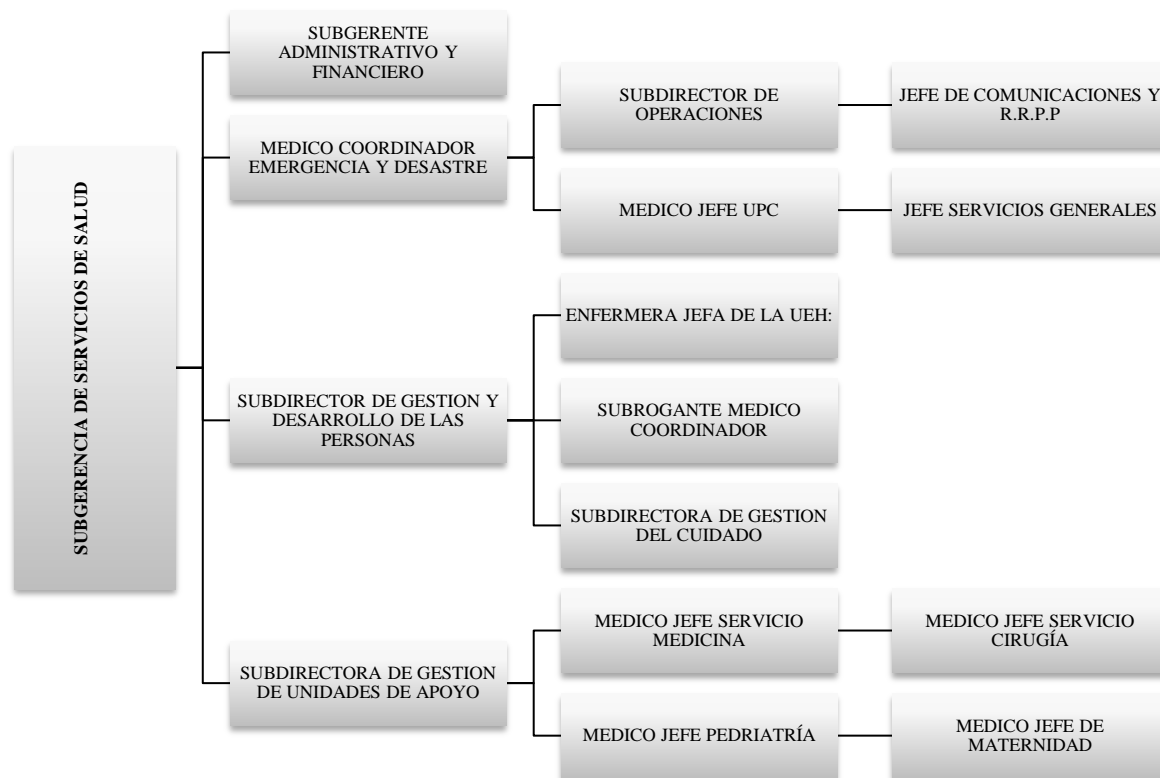 SUBGERENCIA DE SERVICIOS DE SALUD
SUBGERENTE
ADMINISTRATIVO Y
FINANCIERO
MEDICO COORDINADOR
EMERGENCIA Y DESASTRE
SUBDIRECTOR DE
OPERACIONES
JEFE DE COMUNICACIONES Y
R.R.P.P
MEDICO JEFE UPC
JEFE SERVICIOS GENERALES
SUBDIRECTOR DE GESTION Y
DESARROLLO DE LAS
PERSONAS
ENFERMERA JEFA DE LA UEH:
SUBROGANTE MEDICO
COORDINADOR
SUBDIRECTORA DE GESTION
DEL CUIDADO
SUBDIRECTORA DE GESTION
DE UNIDADES DE APOYO
MEDICO JEFE SERVICIO
MEDICINA
MEDICO JEFE SERVICIO
CIRUGÍA
MEDICO JEFE PEDRIATRÍA
MEDICO JEFE DE
MATERNIDAD